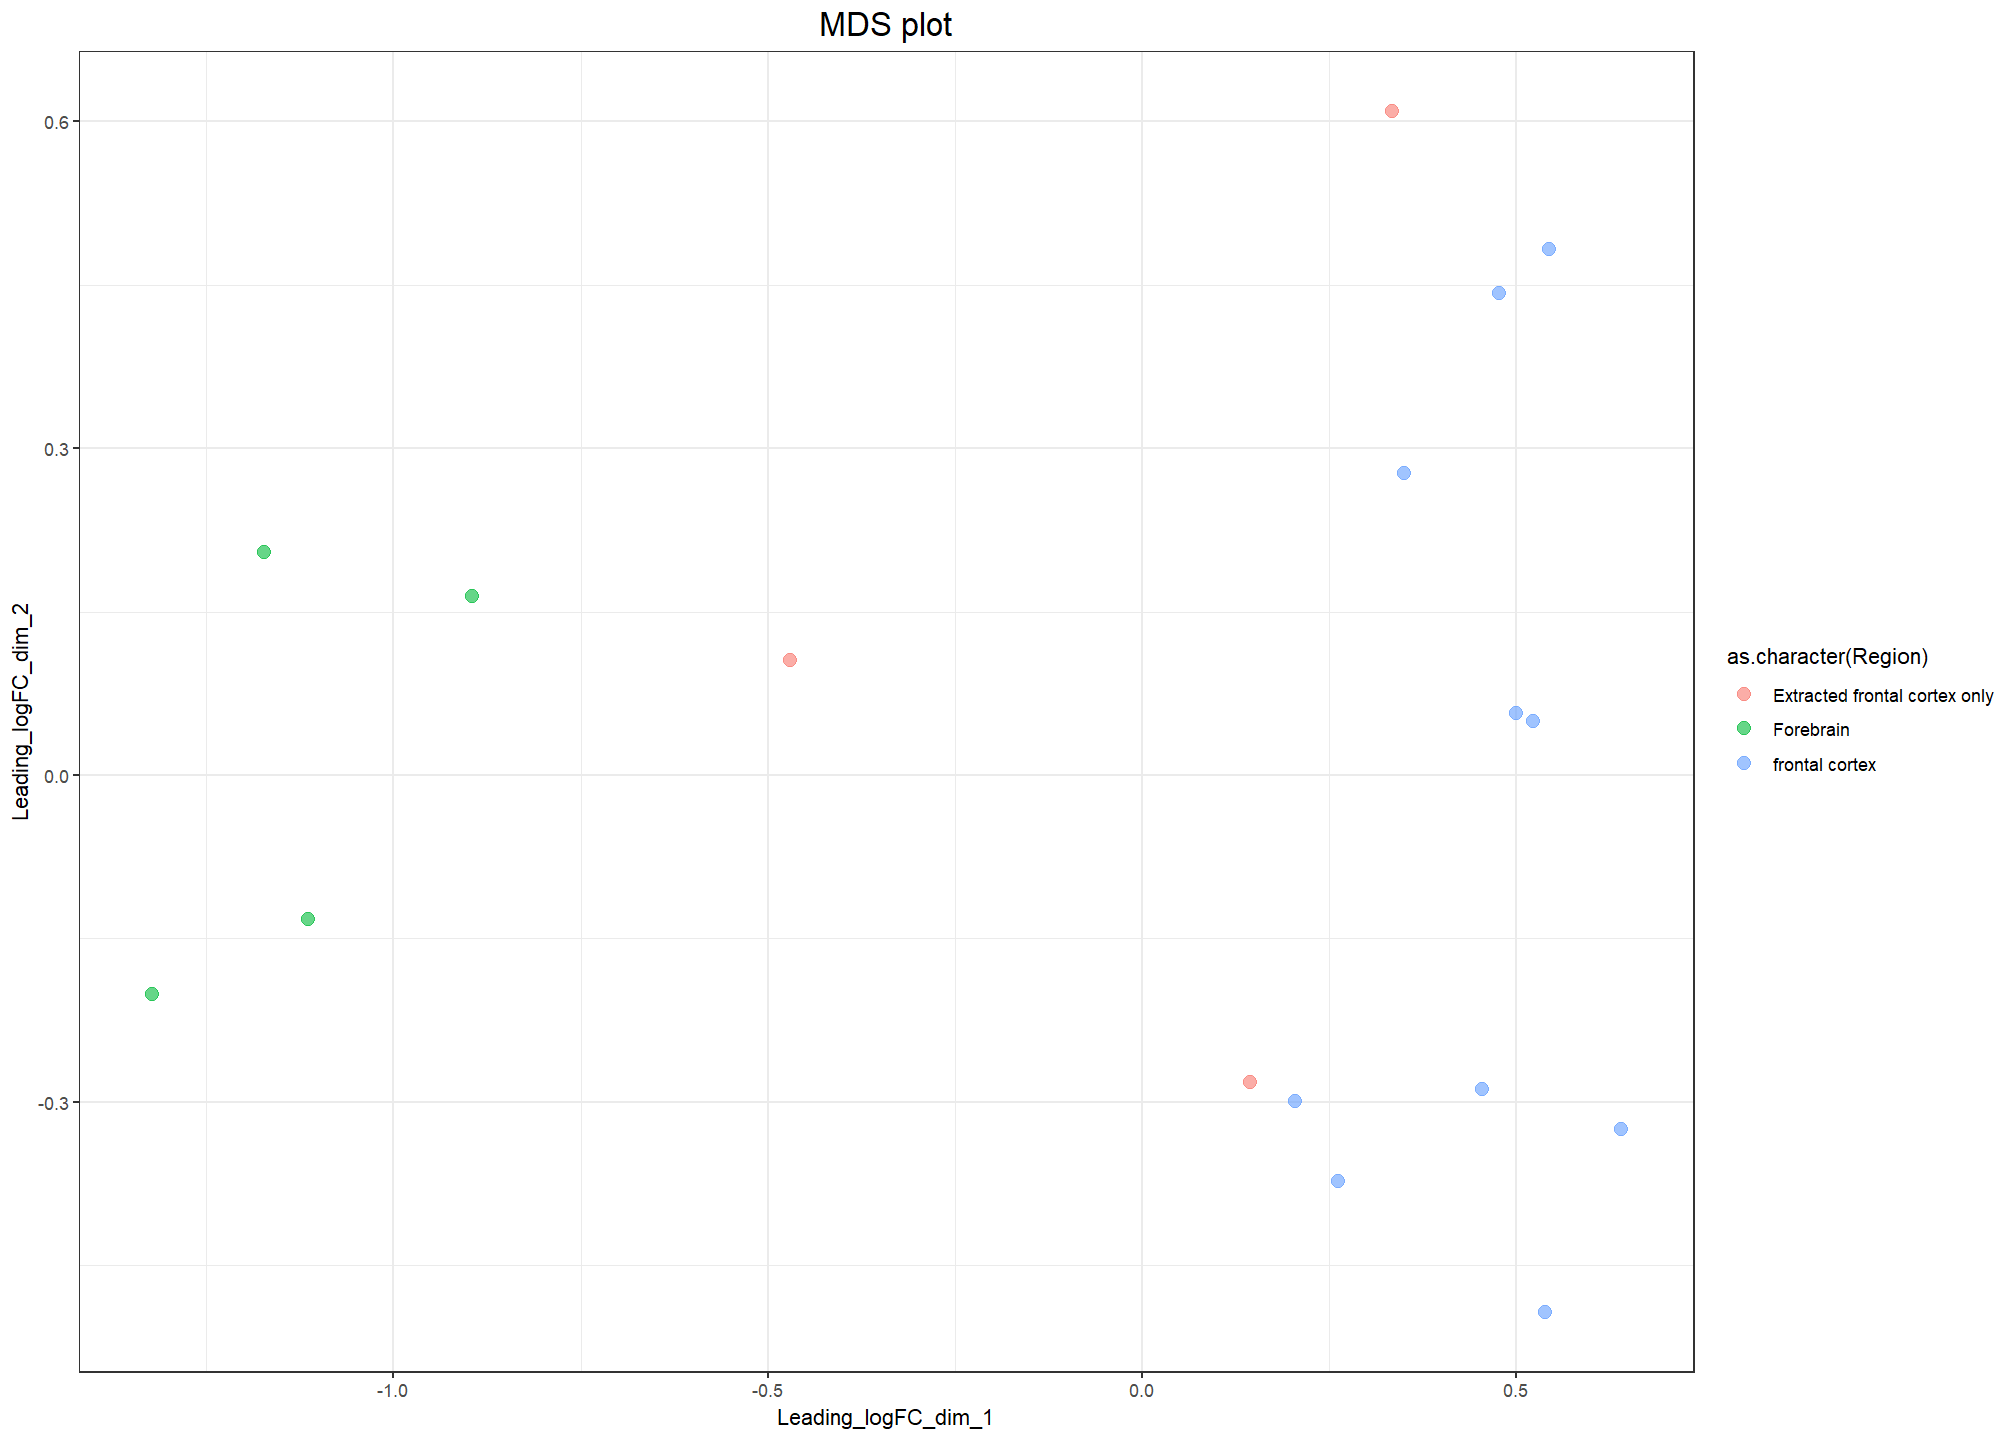 MDS plot
0.6
0.3
0.0
-0.3
Leading_logFC_dim_2
-1.0
-0.5
0.0
0.5
Leading_logFC_dim_1
as.character(Region)
Extracted frontal cortex only
Forebrain
frontal cortex